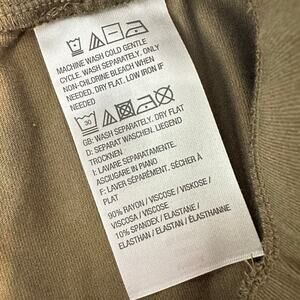 MACHINE WASH COLD GENTLE
CYCLE. WASH SEPARATELY. ONLY
NON-CHLORINE BLEACH WHEN
NEEDED. DRY FLAT. LOW IRON IF
NEEDED
30
GB: WASH SEPARATELY. DRY FLAT
D: SEPARAT WASCHEN. LIEGEND
TROCKNEN
I: LAVARE SEPARATAMENTE.
ASCIUGARE IN PIANO
F: LAVER SÉPARÉMENT. SÉCHER À
PLAT
90% RAYON / VISCOSE / VISKOSE /
VISCOSA / VISCOSE
10% SPANDEX / ELASTANE /
ELASTHAN / ELASTAN / ÉLASTHANNE